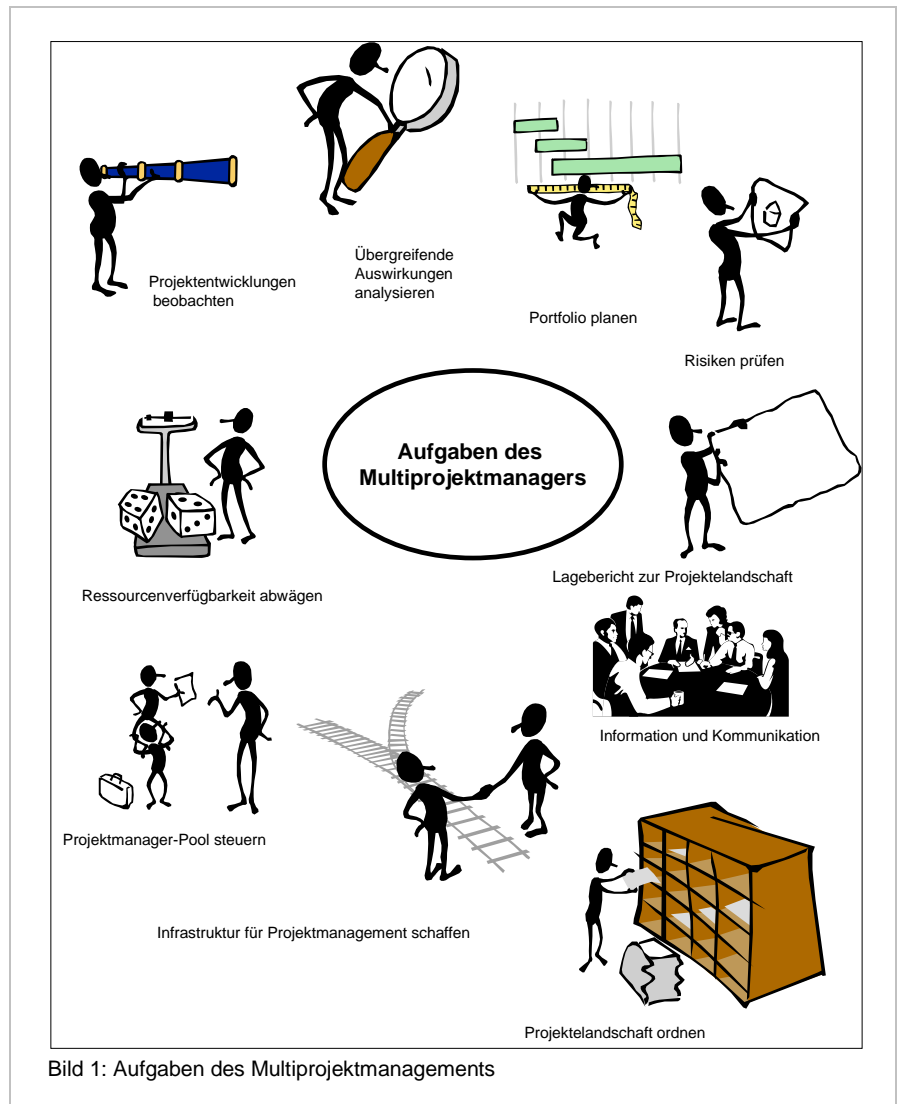 Projektentwicklungen
beobachten
Übergreifende
Auswirkungen
analysieren
Portfolio planen
Risiken prüfen
Aufgaben des
Multiprojektmanagers
Ressourcenverfügbarkeit abwägen
Lagebericht zur Projektelandschaft
Information und Kommunikation
Projektmanager-Pool steuern
Infrastruktur für Projektmanagement schaffen
Projektelandschaft ordnen
Bild 1: Aufgaben des Multiprojektmanagements